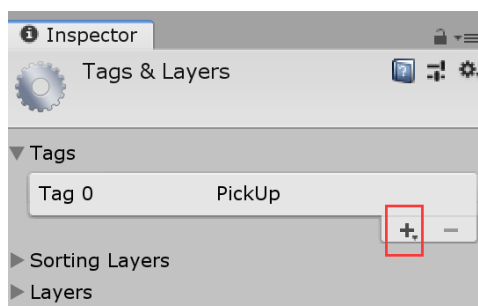 Inspector
Tags & Layers
Tags
Tag 0 PickUp
Sorting Layers
Layers